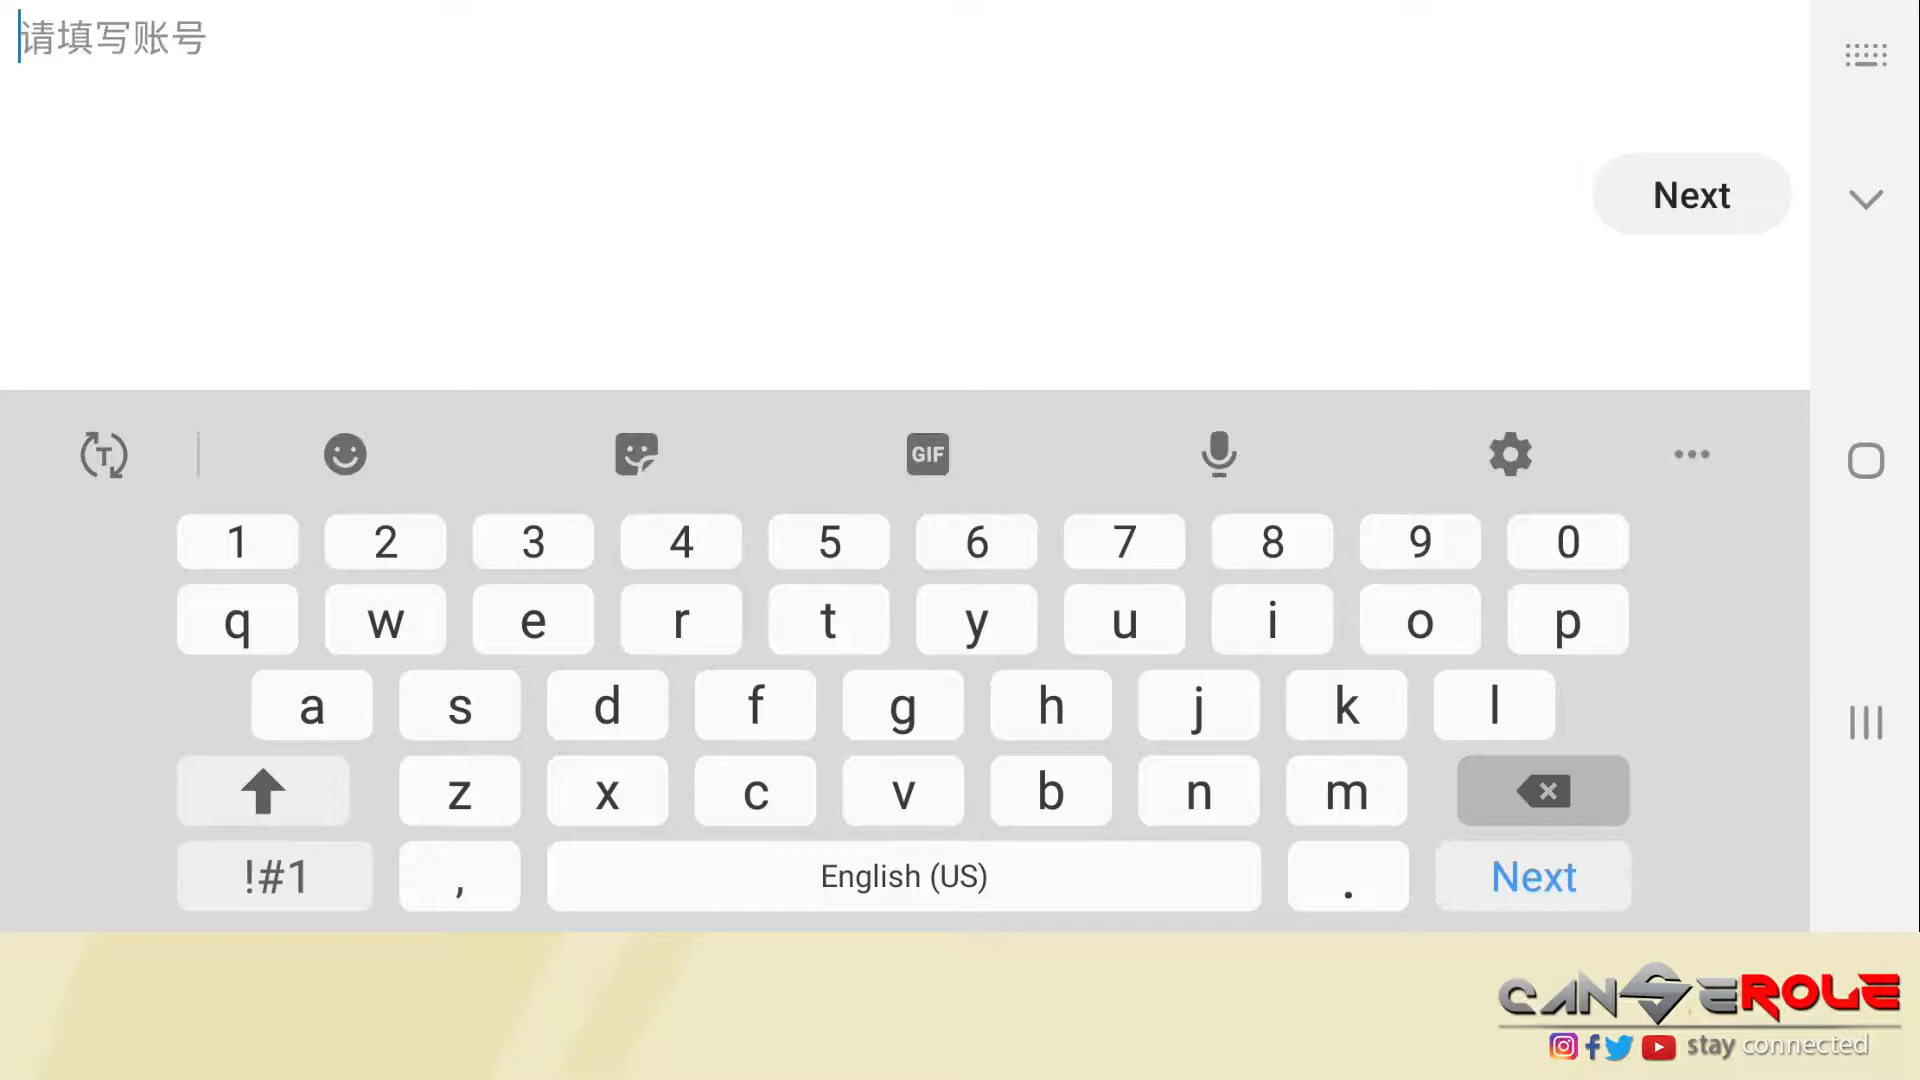 请填写账号
Next
GIF
1 2 3 4 5 6 7 8 9 0
q w e r t y u i o p
a s d f g h j k l
z x c v b n m
!#1 , English (US) . Next
CANSEROLE
stay connected